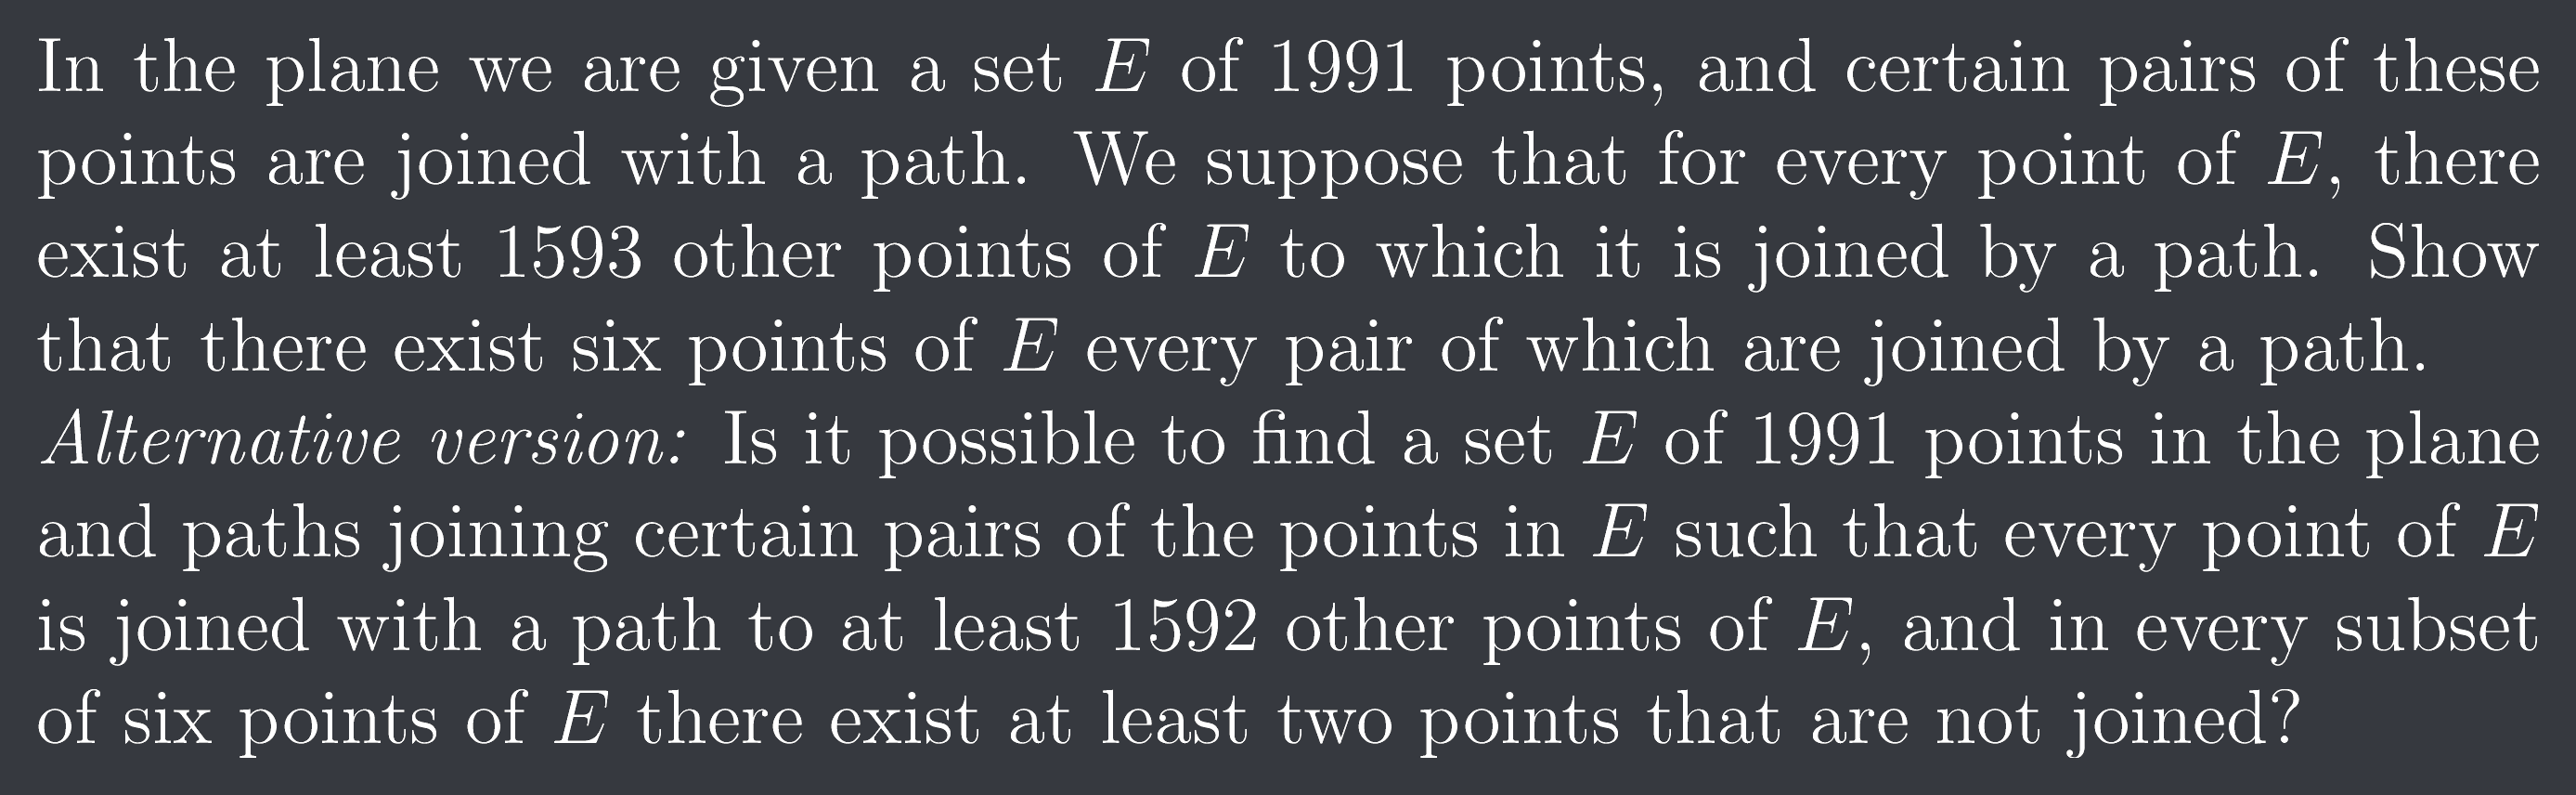 In the plane we are given a set E of 1991 points, and certain pairs of these
points are joined with a path. We suppose that for every point of E, there
exist at least 1593 other points of E to which it is joined by a path. Show
that there exist six points of E every pair of which are joined by a path.
Alternative version: Is it possible to find a set E of 1991 points in the plane
and paths joining certain pairs of the points in E such that every point of E
is joined with a path to at least 1592 other points of E, and in every subset
of six points of E there exist at least two points that are not joined?